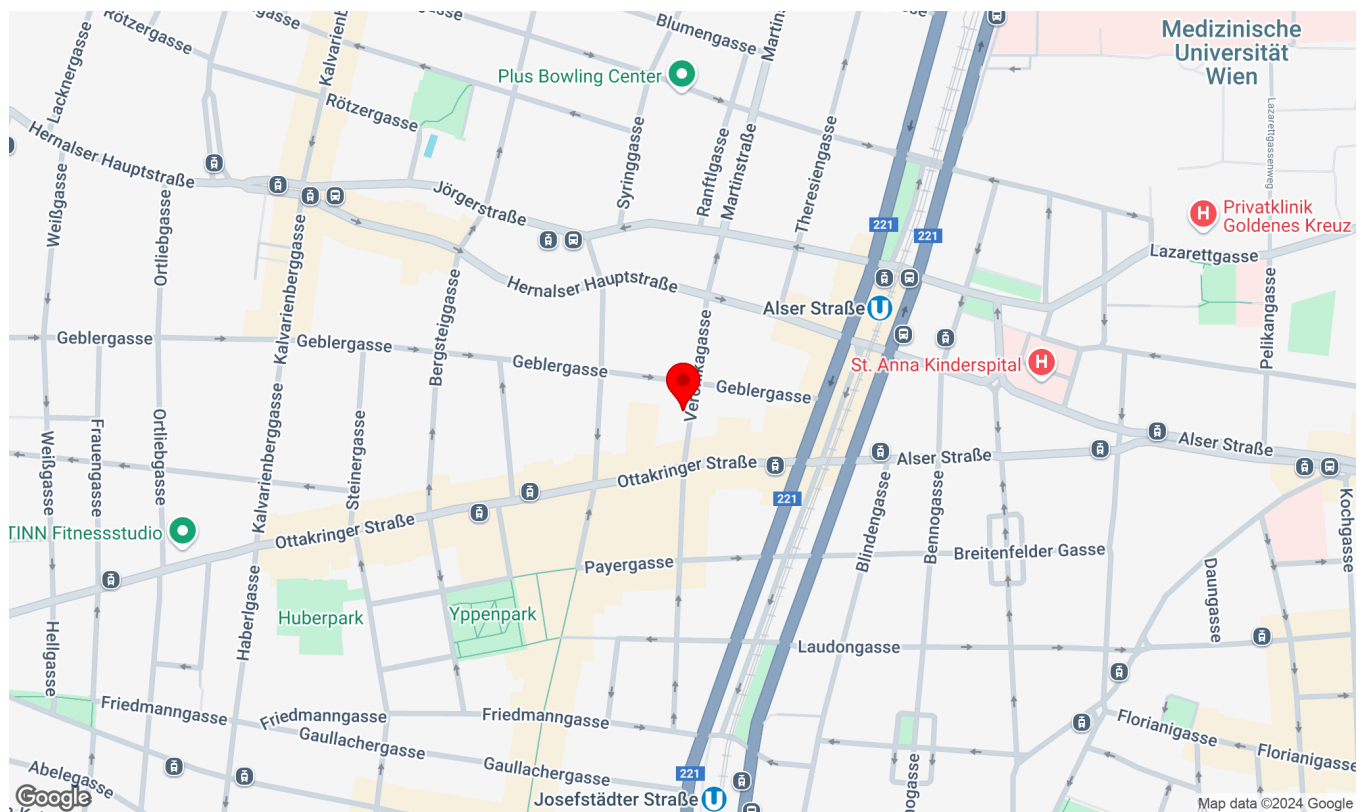 Lacknergasse
Rötzergasse
Kalvarienberg
Blumengasse
Martinstraße
Medizinische
Universität
Wien
Plus Bowling Center
Rötzergasse
Lazarettgassenweg
Hernalser Hauptstraße
Syringgasse
Ranftlgasse
Martinstraße
Theresiengasse
Jörgerstraße
Weißgasse
Ortliebgasse
Kalvarienberggasse
221
221
Privatklinik
Goldenes Kreuz
Lazarettgasse
Hernalser Hauptstraße
Bergsteiggasse
Alser Straße
U
Pelikangasse
Geblergasse
Geblergasse
Geblergasse
Geblergasse
St. Anna Kinderspital
H
H
Weißgasse
Frauengasse
Ortliebgasse
Kalvarienberggasse
Steinergasse
Ottakringer Straße
Alser Straße
Alser Straße
221
Blindengasse
Bennogasse
Kochgasse
TINN Fitnessstudio
Ottakringer Straße
Payergasse
Breitenfelder Gasse
Daungasse
Huberpark
Yppenpark
Haberlgasse
Hellgasse
Laudongasse
Friedmanngasse
Friedmanngasse
Friedmanngasse
Florianigasse
Florianigasse
Gaullachergasse
Gaullachergasse
Abelegasse
221
Josefstädter Straße
U
Google
Map data ©2024 Google